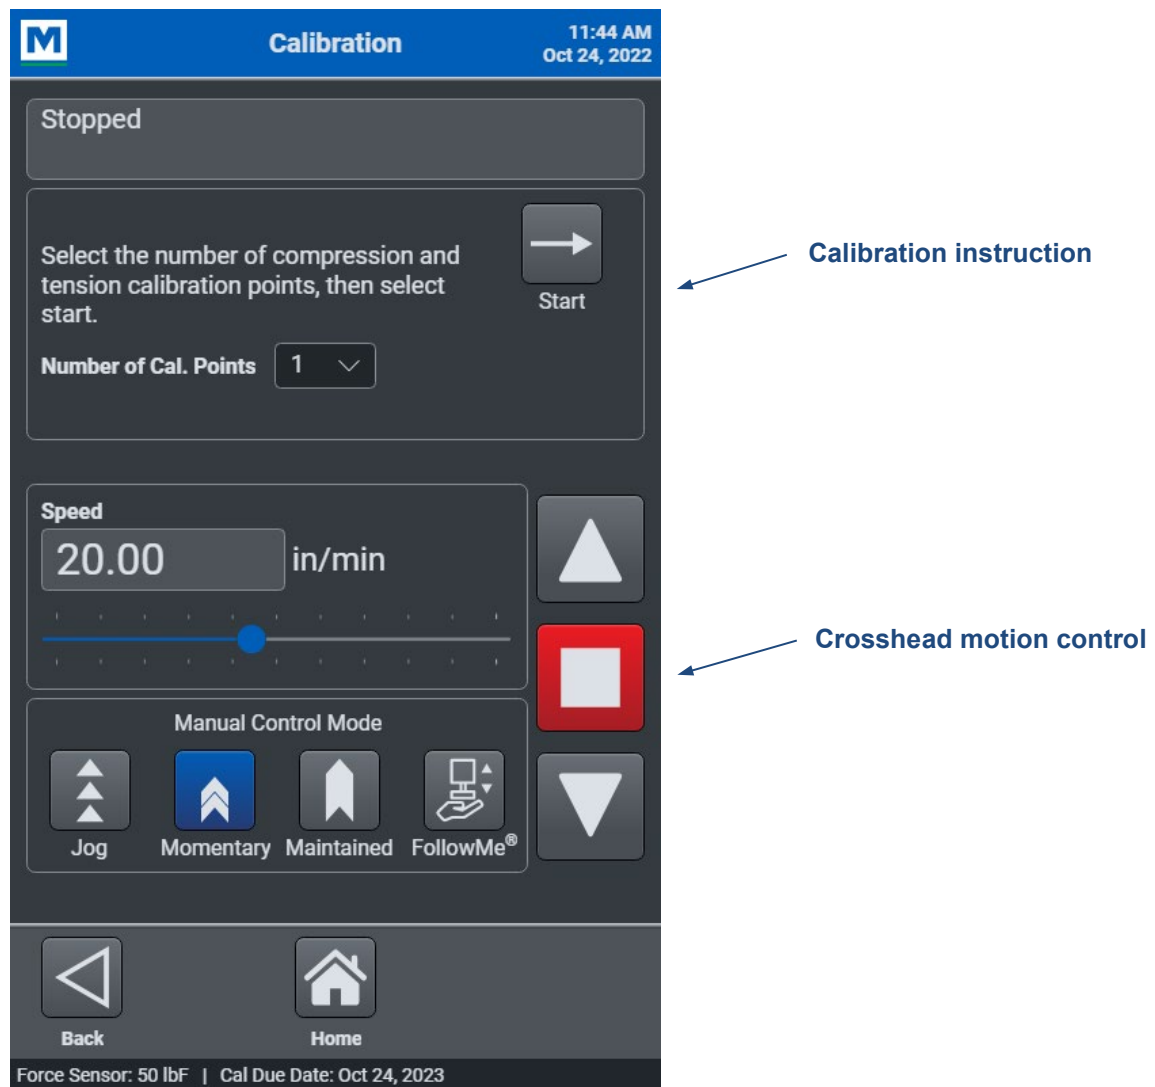 M
Calibration
11:44 AM
Oct 24, 2022
Stopped
Select the number of compression and
tension calibration points, then select
start.
Start
Number of Cal. Points
1
Calibration instruction
Speed
20.00
in/min
Crosshead motion control
Manual Control Mode
Jog
Momentary
Maintained
FollowMe®
Back
Home
Force Sensor: 50 lbF | Cal Due Date: Oct 24, 2023